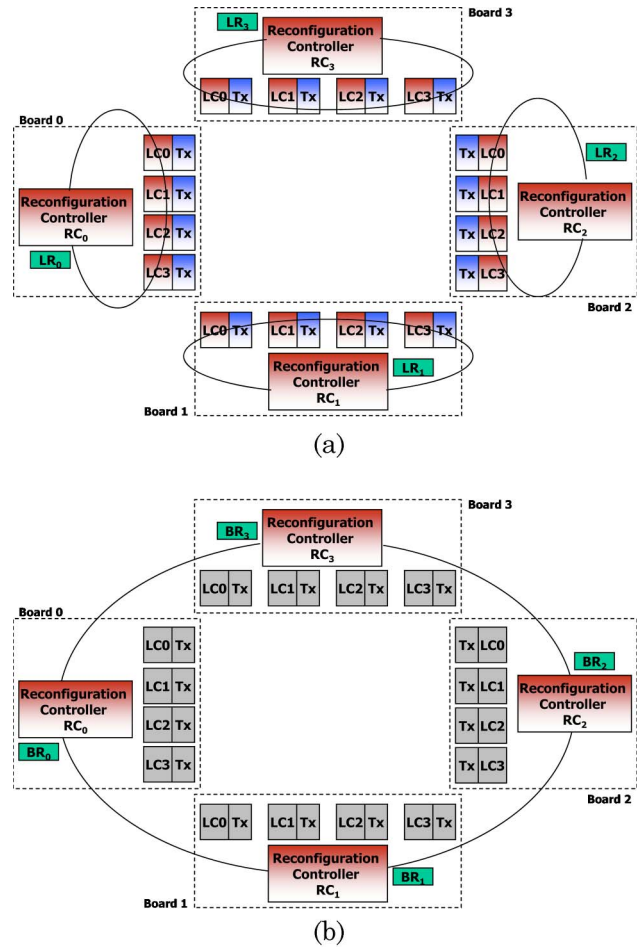 Board 3
LR3
Reconfiguration
Controller
RC3
LC0 Tx LC1 Tx LC2 Tx LC3 Tx
Board 0
LC0 Tx
LC1 Tx
LC2 Tx
LC3 Tx
Reconfiguration
Controller
RC0
LR0
Tx LC0
Tx LC1
Tx LC2
Tx LC3
LR2
Reconfiguration
Controller
RC2
Board 2
LC0 Tx LC1 Tx LC2 Tx LC3 Tx
Reconfiguration
Controller
RC1
LR1
Board 1
(a)
Board 3
BR3
Reconfiguration
Controller
RC3
LC0 Tx LC1 Tx LC2 Tx LC3 Tx
Board 0
LC0 Tx
LC1 Tx
LC2 Tx
LC3 Tx
Reconfiguration
Controller
RC0
BR0
Tx LC0
Tx LC1
Tx LC2
Tx LC3
BR2
Reconfiguration
Controller
RC2
Board 2
LC0 Tx LC1 Tx LC2 Tx LC3 Tx
Reconfiguration
Controller
RC1
BR1
Board 1
(b)